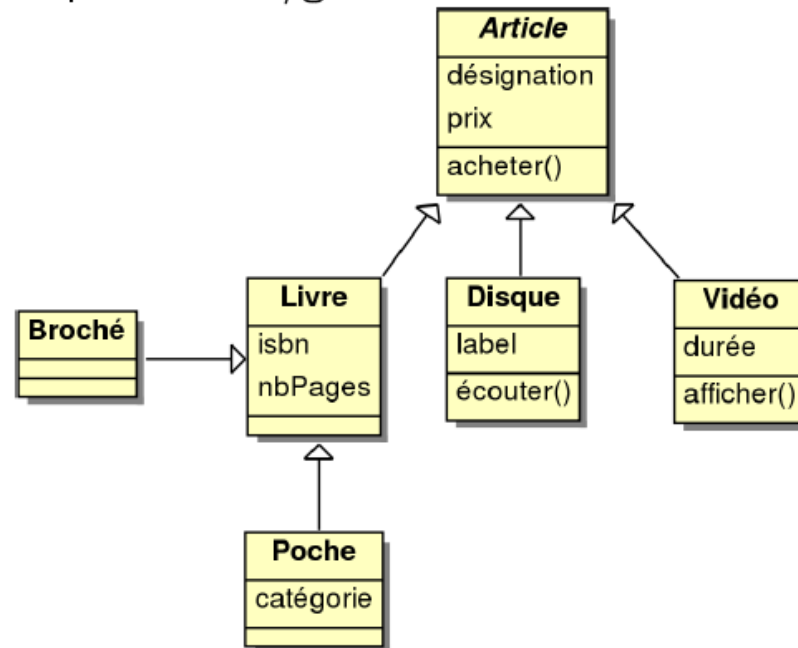 Article
désignation
prix
acheter()
Livre
isbn
nbPages
Disque
label
écouter()
Vidéo
durée
afficher()
Broché
Poche
catégorie